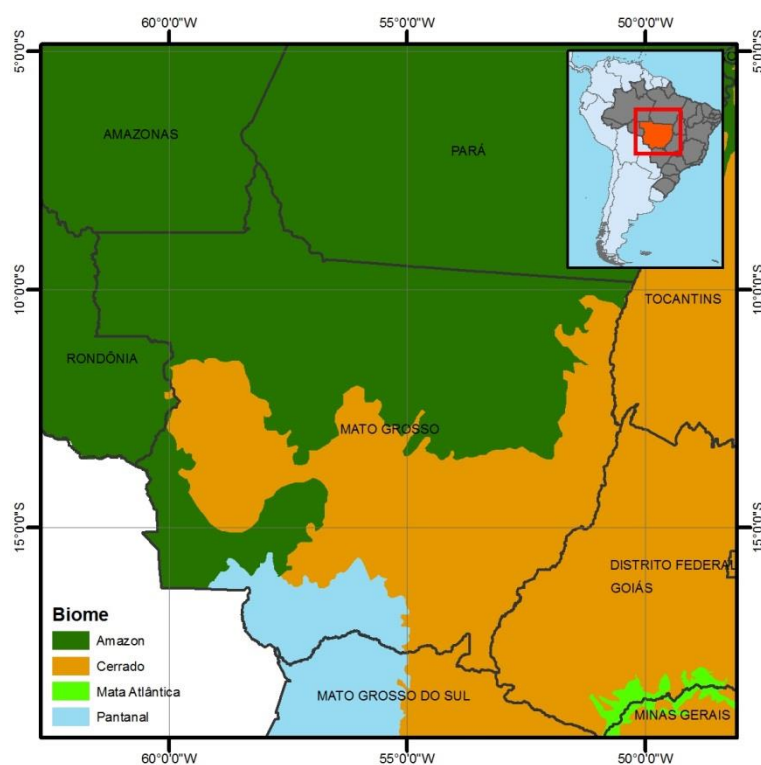 60°0'0"S 55°0'0"S 50°0'0"S
5°0'0"S 5°0'0"S
AMAZONAS
PARÁ
10°0'0"S 10°0'0"S
TOCANTINS
RONDÔNIA
MATO GROSSO
15°0'0"S 15°0'0"S
DISTRITO FEDERAL
GOIÁS
Biome
Amazon
Cerrado
Mata Atlântica
Pantanal
MATO GROSSO DO SUL
MINAS GERAIS
60°0'0"S 55°0'0"S 50°0'0"S